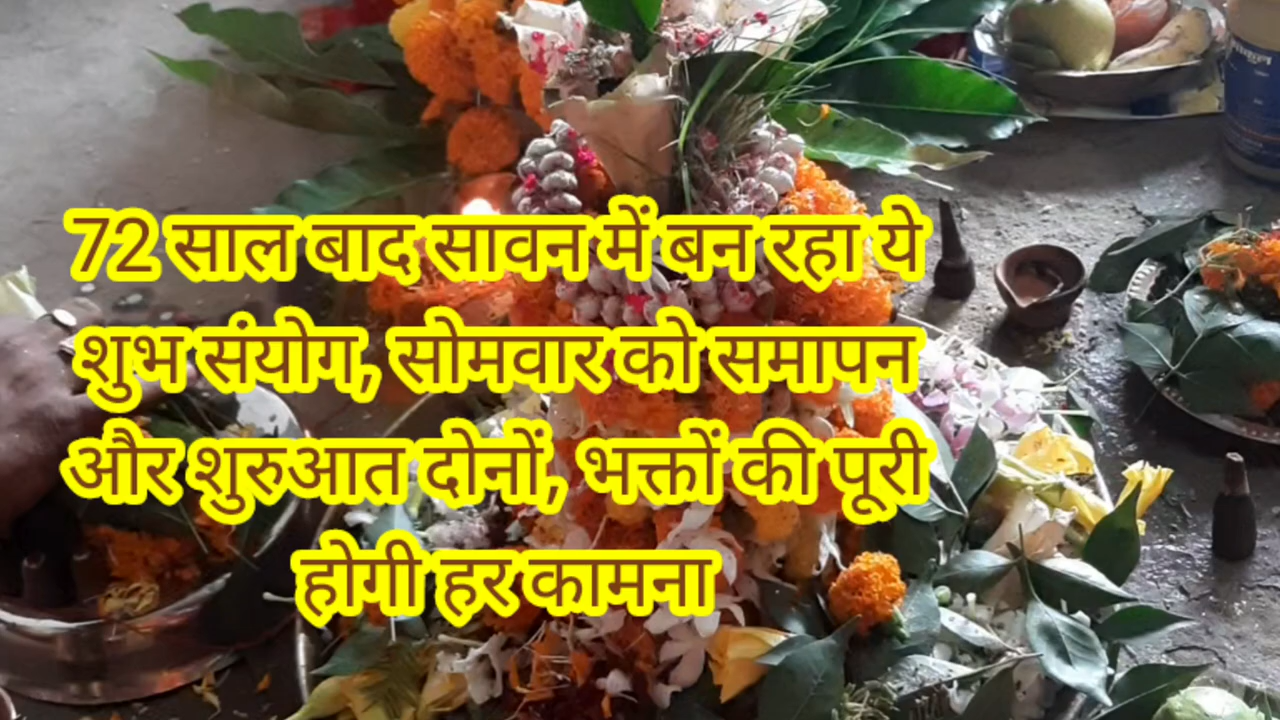 72 साल बाद सावन में बन रहा ये
शुभ संयोग, सोमवार को समापन
और शुरुआत दोनों, भक्तों की पूरी
होगी हर कामना